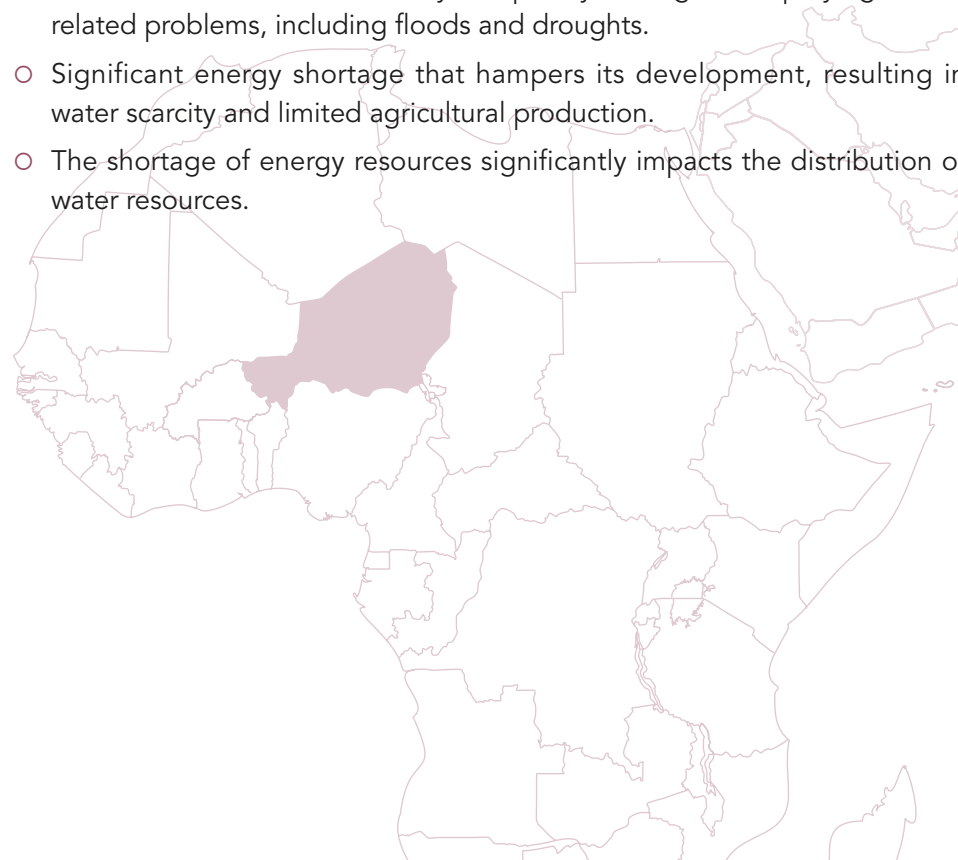 related problems, including floods and droughts.
Significant energy shortage that hampers its development, resulting in
water scarcity and limited agricultural production.
The shortage of energy resources significantly impacts the distribution o
water resources.